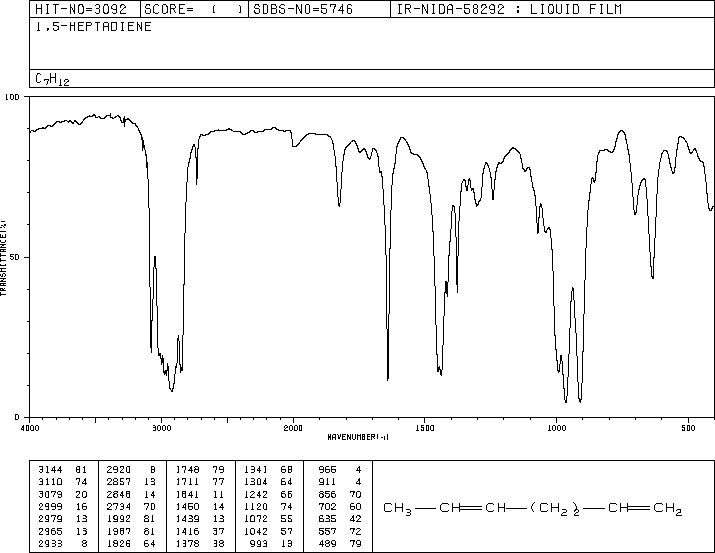 HIT-NO=3092 SCORE= ( ) SDBS-NO=5746 IR-NIDA-58292 : LIQUID FILM
1,5-HEPTADIENE
C7H12
100
50
0
TRANSMITTANCE(%)
4000 3000 2000 1500 1000 500
WAVENUMBER(-1)
3144 81 2920 8 1748 79 1341 68 966 4
3110 74 2857 13 1711 77 1304 64 911 4
3079 20 2848 14 1641 11 1242 66 856 70
2999 16 2734 70 1450 14 1120 74 702 60
2979 13 1992 81 1439 13 1072 55 635 42
2965 13 1987 81 1416 37 1042 57 557 72
2933 8 1826 64 1378 38 993 13 489 79
CH3 CH CH (CH2)2 CH CH2